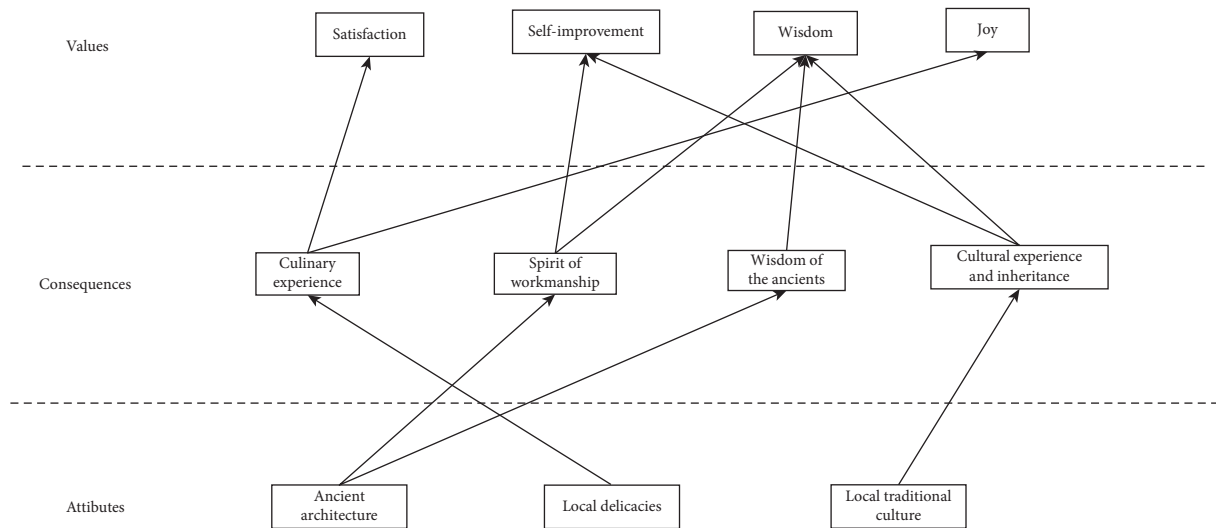 Values
Satisfaction
Self-improvement
Wisdom
Joy
Consequences
Culinary
experience
Spirit of
workmanship
Wisdom of
the ancients
Cultural experience
and inheritance
Attibutes
Ancient
architecture
Local delicacies
Local traditional
culture